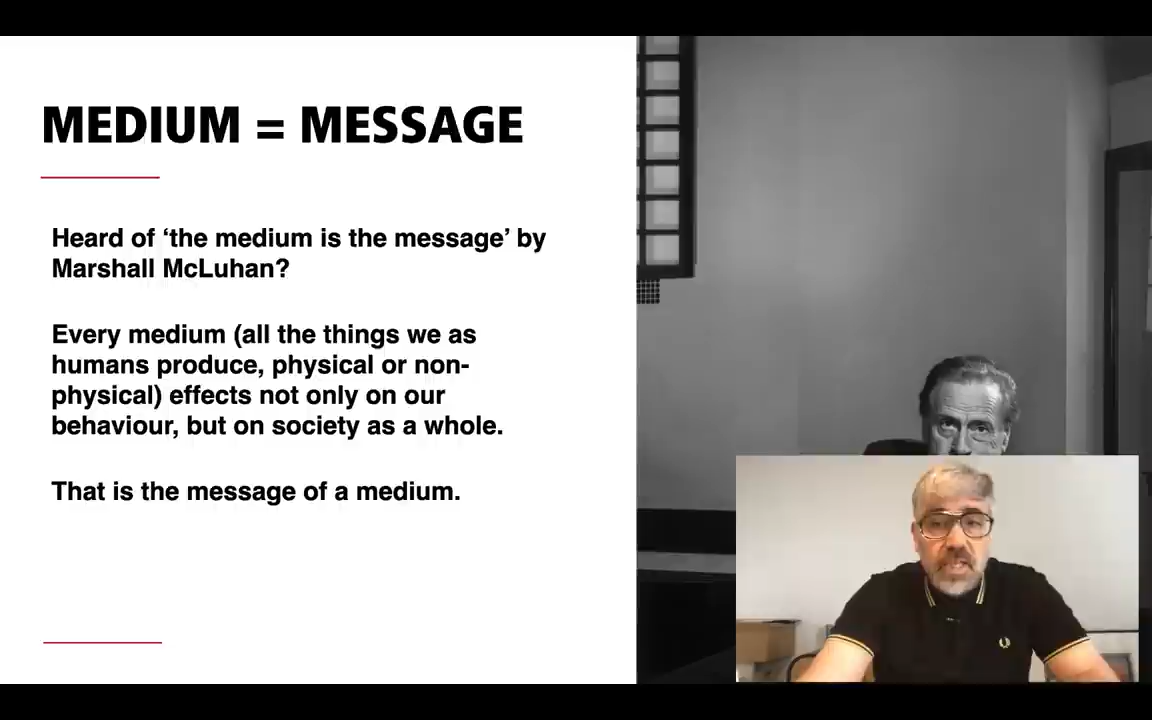 MEDIUM = MESSAGE
Heard of ‘the medium is the message’ by
Marshall McLuhan?
Every medium (all the things we as
humans produce, physical or non-
physical) effects not only on our
behaviour, but on society as a whole.
That is the message of a medium.